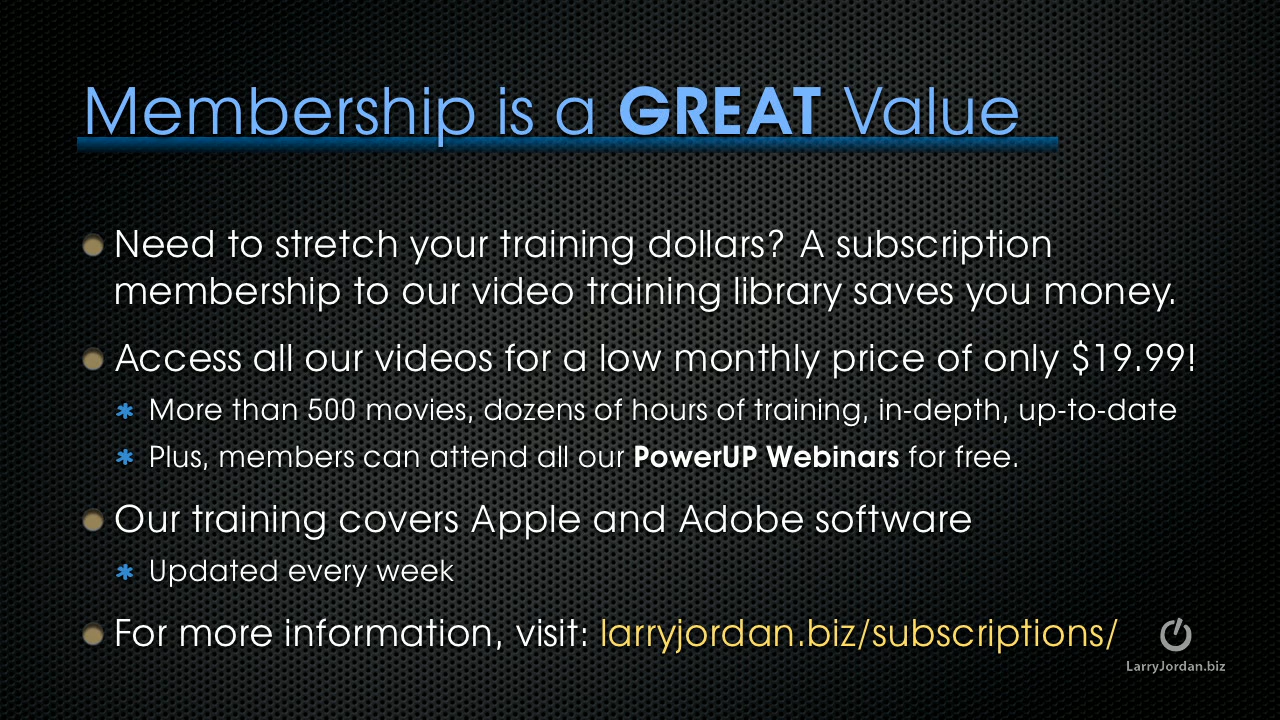 Membership is a GREAT Value
Need to stretch your training dollars? A subscription
membership to our video training library saves you money.
Access all our videos for a low monthly price of only $19.99!
More than 500 movies, dozens of hours of training, in-depth, up-to-date
Plus, members can attend all our PowerUP Webinars for free.
Our training covers Apple and Adobe software
Updated every week
For more information, visit: larryjordan.biz/subscriptions/
LarryJordan.biz